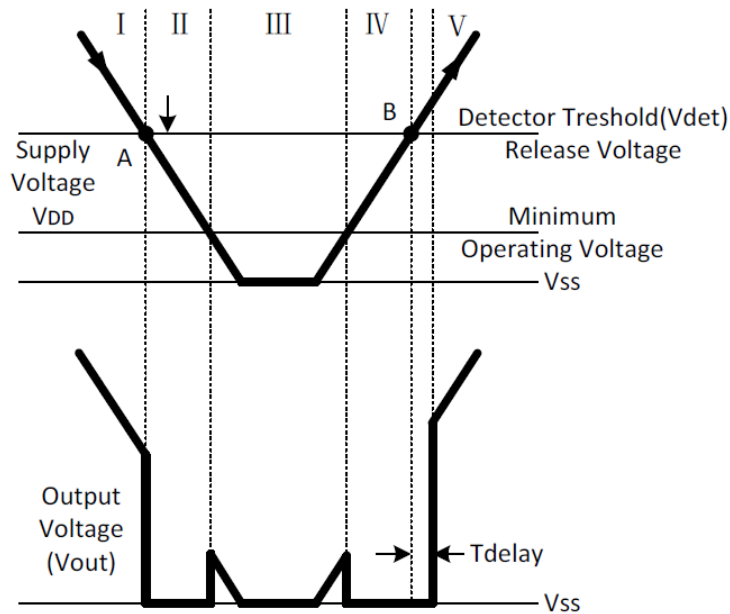 I II III IV V
B
Detector Treshold(Vdet)
Release Voltage
A
Supply
Voltage
VDD
Minimum
Operating Voltage
Vss
Output
Voltage
(Vout)
Tdelay
Vss